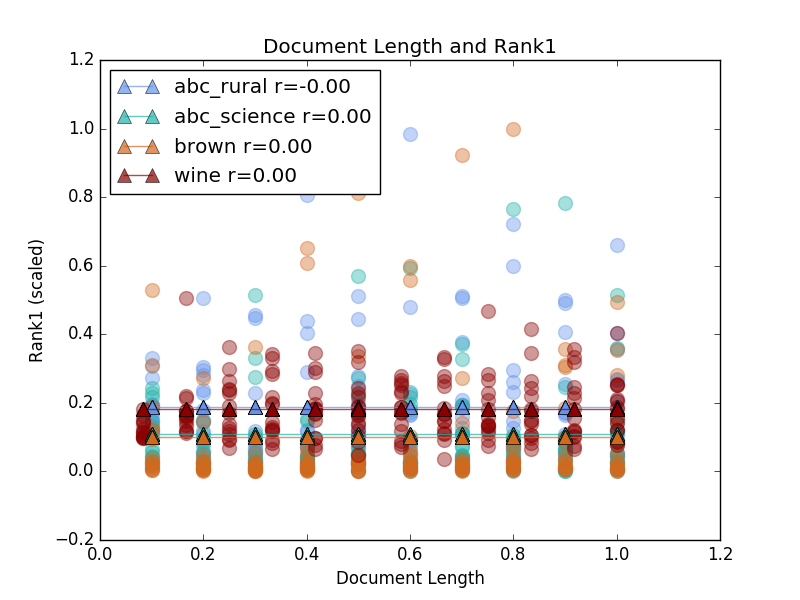 Document Length and Rank1
abc_rural r=-0.00
abc_science r=0.00
brown r=0.00
wine r=0.00
Rank1 (scaled)
1.2
1.0
0.8
0.6
0.4
0.2
0.0
−0.2
0.0 0.2 0.4 0.6 0.8 1.0 1.2
Document Length